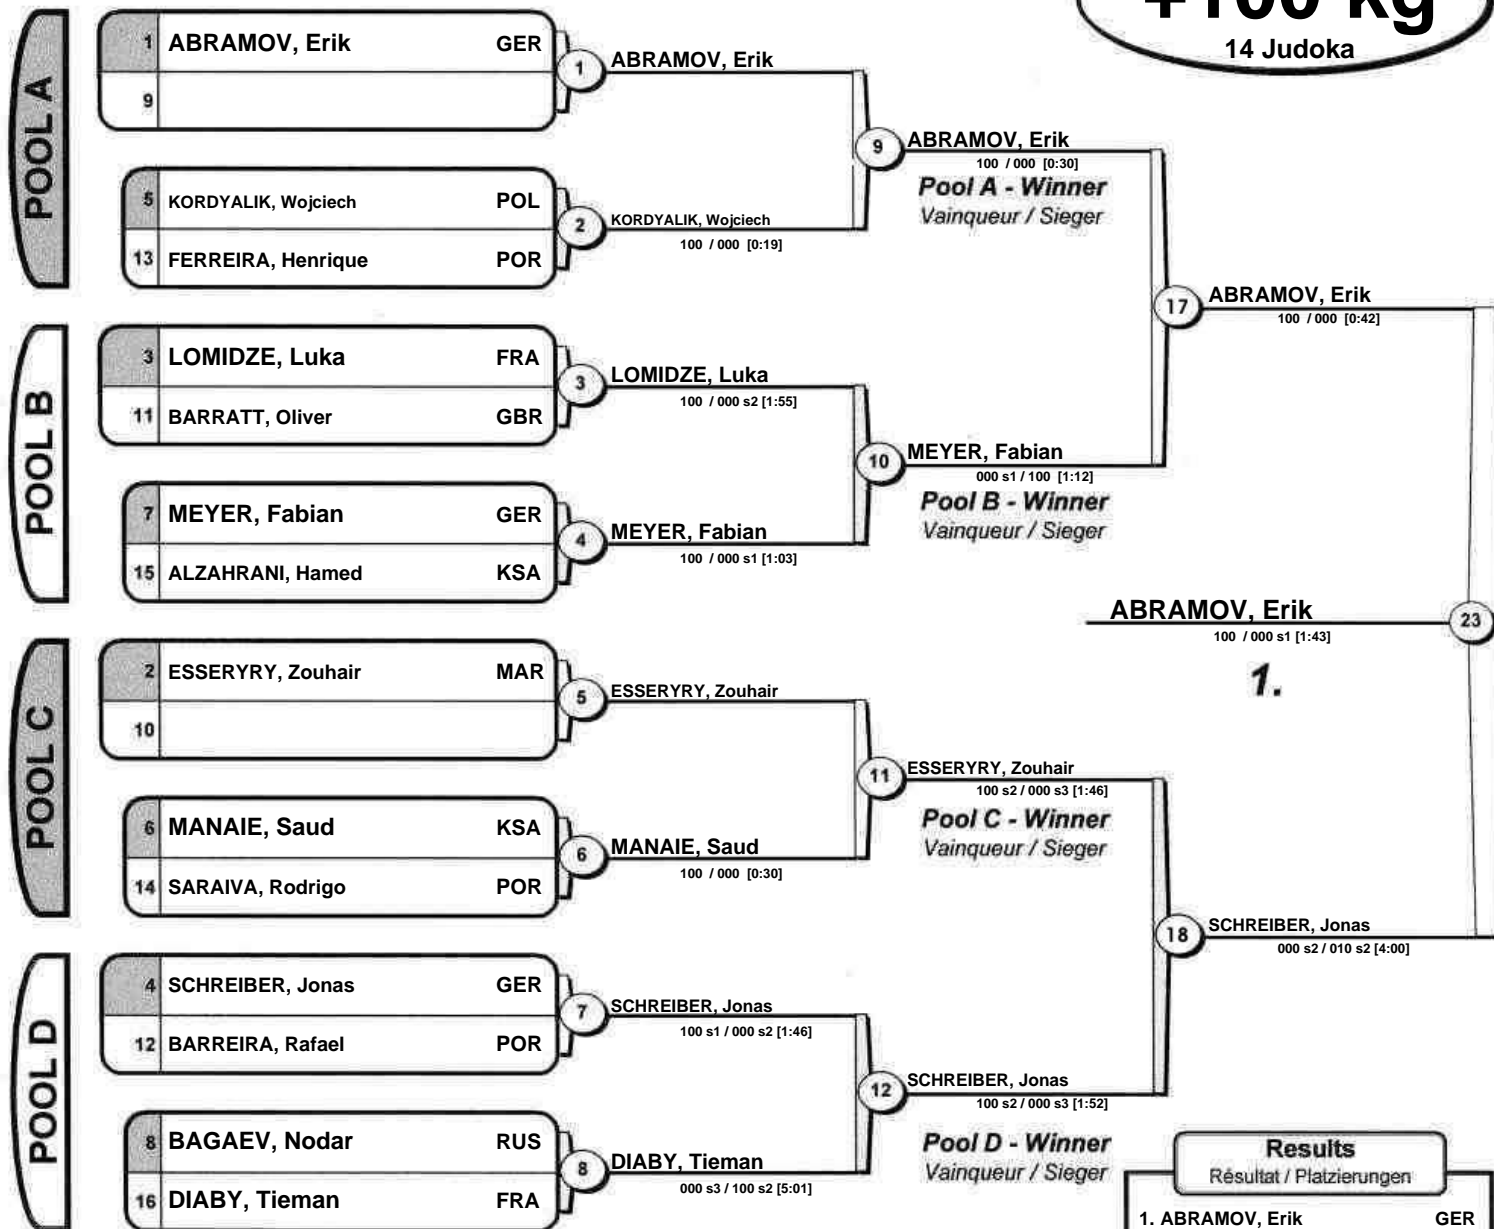 +100 kg
14 Judoka
POOL A
1 ABRAMOV, Erik GER
9
1 ABRAMOV, Erik
5 KORDYALIK, Wojciech POL
13 FERREIRA, Henrique POR
2 KORDYALIK, Wojciech
100 / 000 [0:19]
9 ABRAMOV, Erik
100 / 000 [0:30]
Pool A - Winner
Vainqueur / Sieger
POOL B
3 LOMIDZE, Luka FRA
11 BARRATT, Oliver GBR
3 LOMIDZE, Luka
100 / 000 s2 [1:55]
7 MEYER, Fabian GER
15 ALZAHRANI, Hamed KSA
4 MEYER, Fabian
100 / 000 s1 [1:03]
10 MEYER, Fabian
000 s1 / 100 [1:12]
Pool B - Winner
Vainqueur / Sieger
17 ABRAMOV, Erik
100 / 000 [0:42]
ABRAMOV, Erik 23
100 / 000 s1 [1:43]
1.
POOL C
2 ESSERYRY, Zouhair MAR
10
5 ESSERYRY, Zouhair
6 MANAIE, Saud KSA
14 SARAIVA, Rodrigo POR
6 MANAIE, Saud
100 / 000 [0:30]
11 ESSERYRY, Zouhair
100 s2 / 000 s3 [1:46]
Pool C - Winner
Vainqueur / Sieger
POOL D
4 SCHREIBER, Jonas GER
12 BARREIRA, Rafael POR
7 SCHREIBER, Jonas
100 s1 / 000 s2 [1:46]
8 BAGAEV, Nodar RUS
16 DIABY, Tieman FRA
8 DIABY, Tieman
000 s3 / 100 s2 [5:01]
12 SCHREIBER, Jonas
100 s2 / 000 s3 [1:52]
Pool D - Winner
Vainqueur / Sieger
18 SCHREIBER, Jonas
000 s2 / 010 s2 [4:00]
Results
Résultat / Platzierungen
1. ABRAMOV, Erik GER